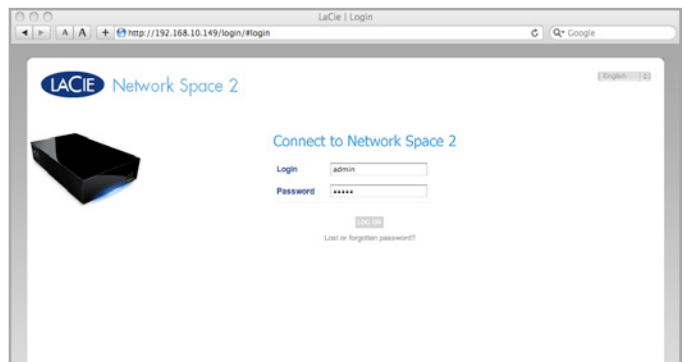 LaCie | Login
A A + http://192.168.10.149/login/#login Google
English
LACIE Network Space 2
Connect to Network Space 2
Login admin
Password •••••
LOG ON
Lost or forgotten password?